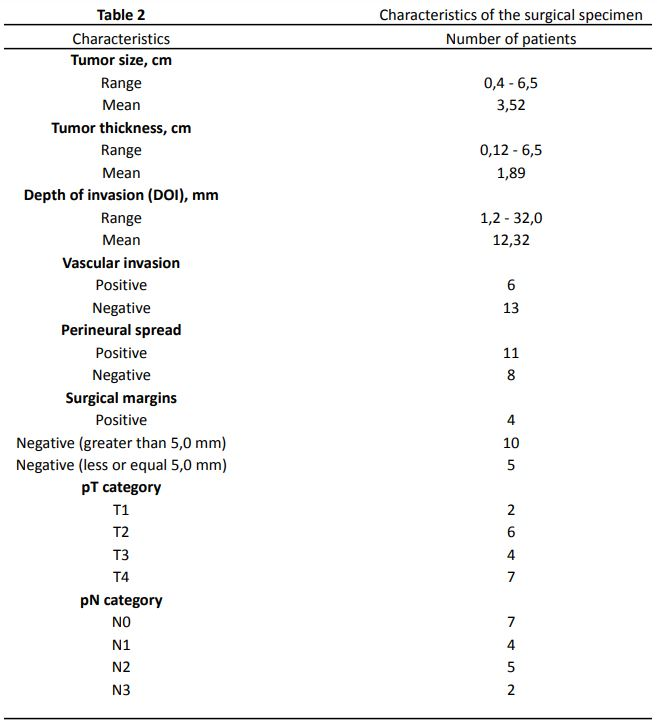 Table 2 Characteristics of the surgical specimen
Characteristics Number of patients
Tumor size, cm
Range 0,4 - 6,5
Mean 3,52
Tumor thickness, cm
Range 0,12 - 6,5
Mean 1,89
Depth of invasion (DOI), mm
Range 1,2 - 32,0
Mean 12,32
Vascular invasion
Positive 6
Negative 13
Perineural spread
Positive 11
Negative 8
Surgical margins
Positive 4
Negative (greater than 5,0 mm) 10
Negative (less or equal 5,0 mm) 5
pT category
T1 2
T2 6
T3 4
T4 7
pN category
N0 7
N1 4
N2 5
N3 2